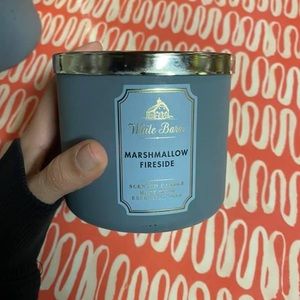 White Barn
MARSHMALLOW
FIRESIDE
SCENTED CANDLE